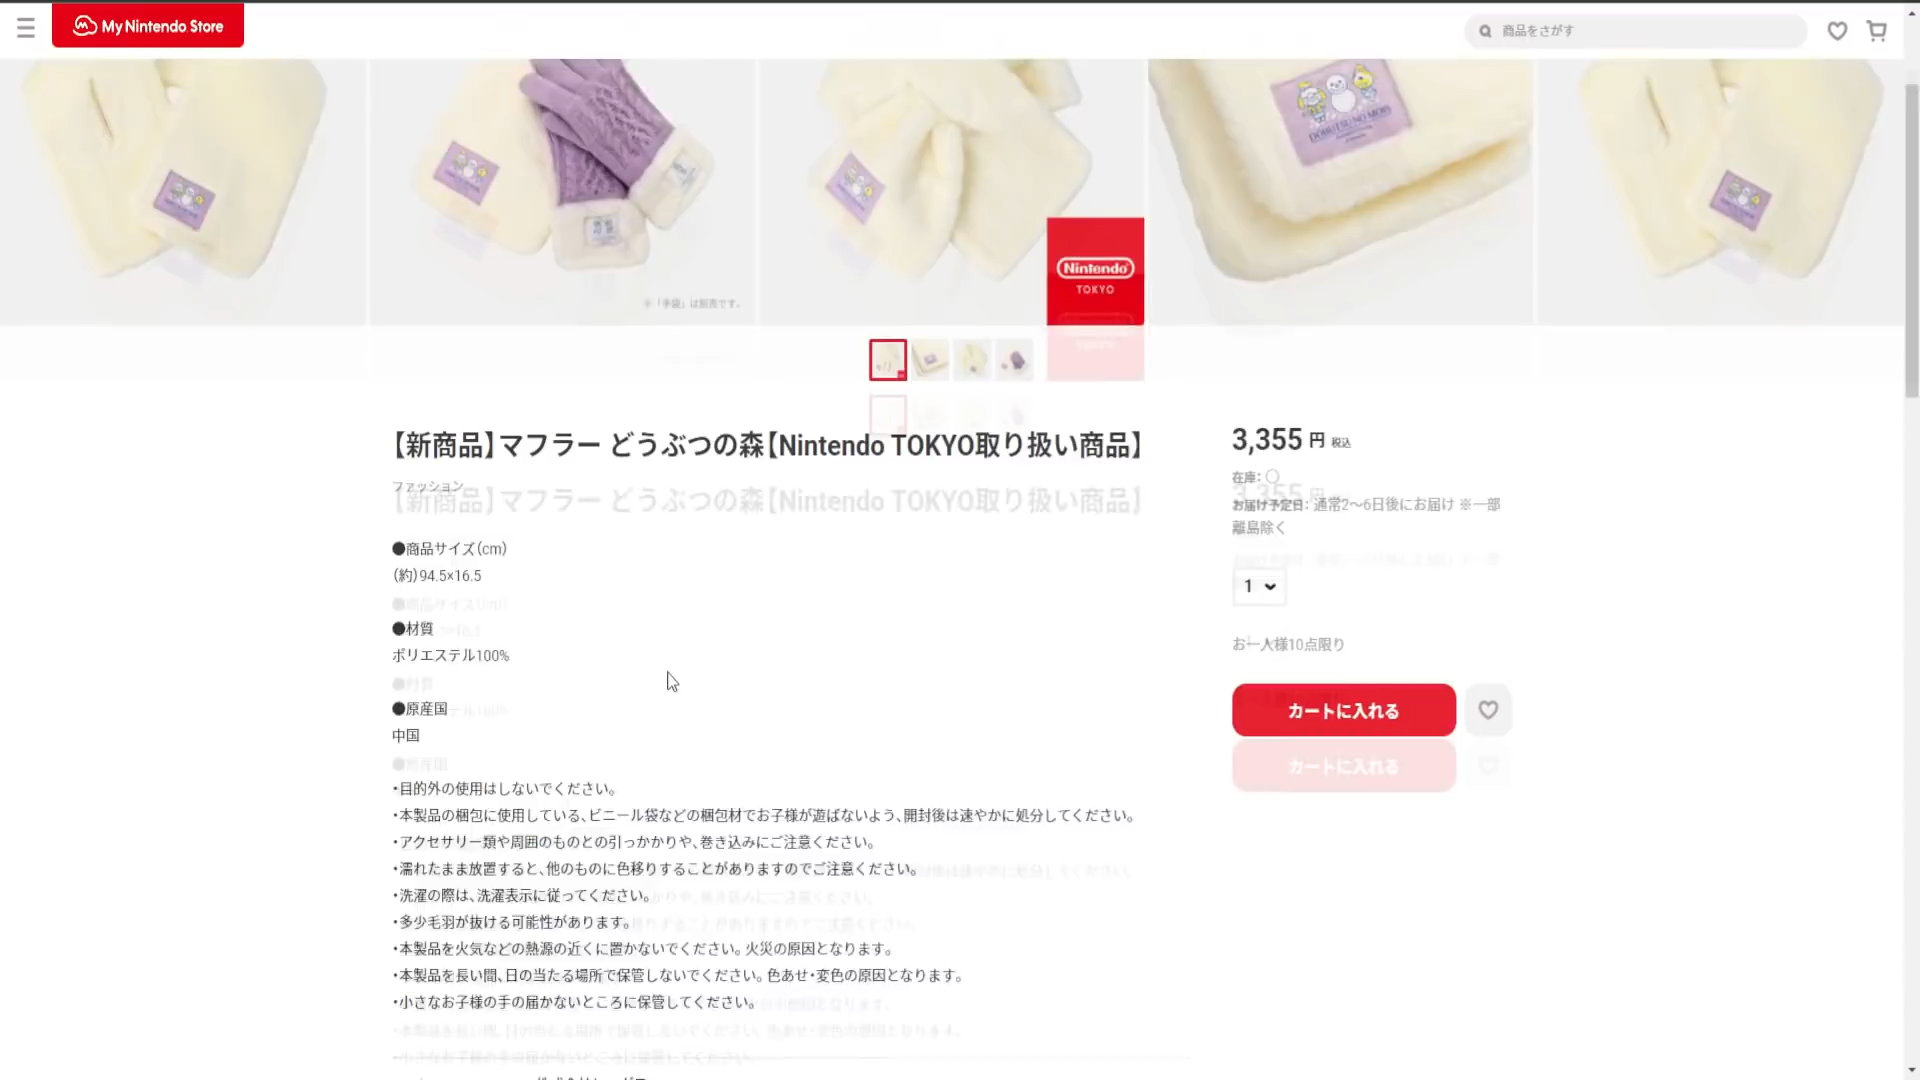 My Nintendo Store
商品をさがす
DOBUTSU NO MORI
※「手袋」は別売です。
Nintendo
TOKYO
【新商品】マフラー どうぶつの森【Nintendo TOKYO取り扱い商品】
ファッション
●商品サイズ(cm)
(約)94.5×16.5
●材質
ポリエステル100%
●原産国
中国
・目的外の使用はしないでください。
・本製品の梱包に使用している、ビニール袋などの梱包材でお子様が遊ばないよう、開封後は速やかに処分してください。
・アクセサリー類や周囲のものとの引っかかりや、巻き込みにご注意ください。
・濡れたまま放置すると、他のものに色移りすることがありますのでご注意ください。
・洗濯の際は、洗濯表示に従ってください。
・多少毛羽が抜ける可能性があります。
・本製品を火気などの熱源の近くに置かないでください。火災の原因となります。
・本製品を長い間、日の当たる場所で保管しないでください。色あせ・変色の原因となります。
・小さなお子様の手の届かないところに保管してください。
3,355 円 税込
在庫: ○
お届け予定日: 通常2～6日後にお届け ※一部
離島除く
1
お一人様10点限り
カートに入れる